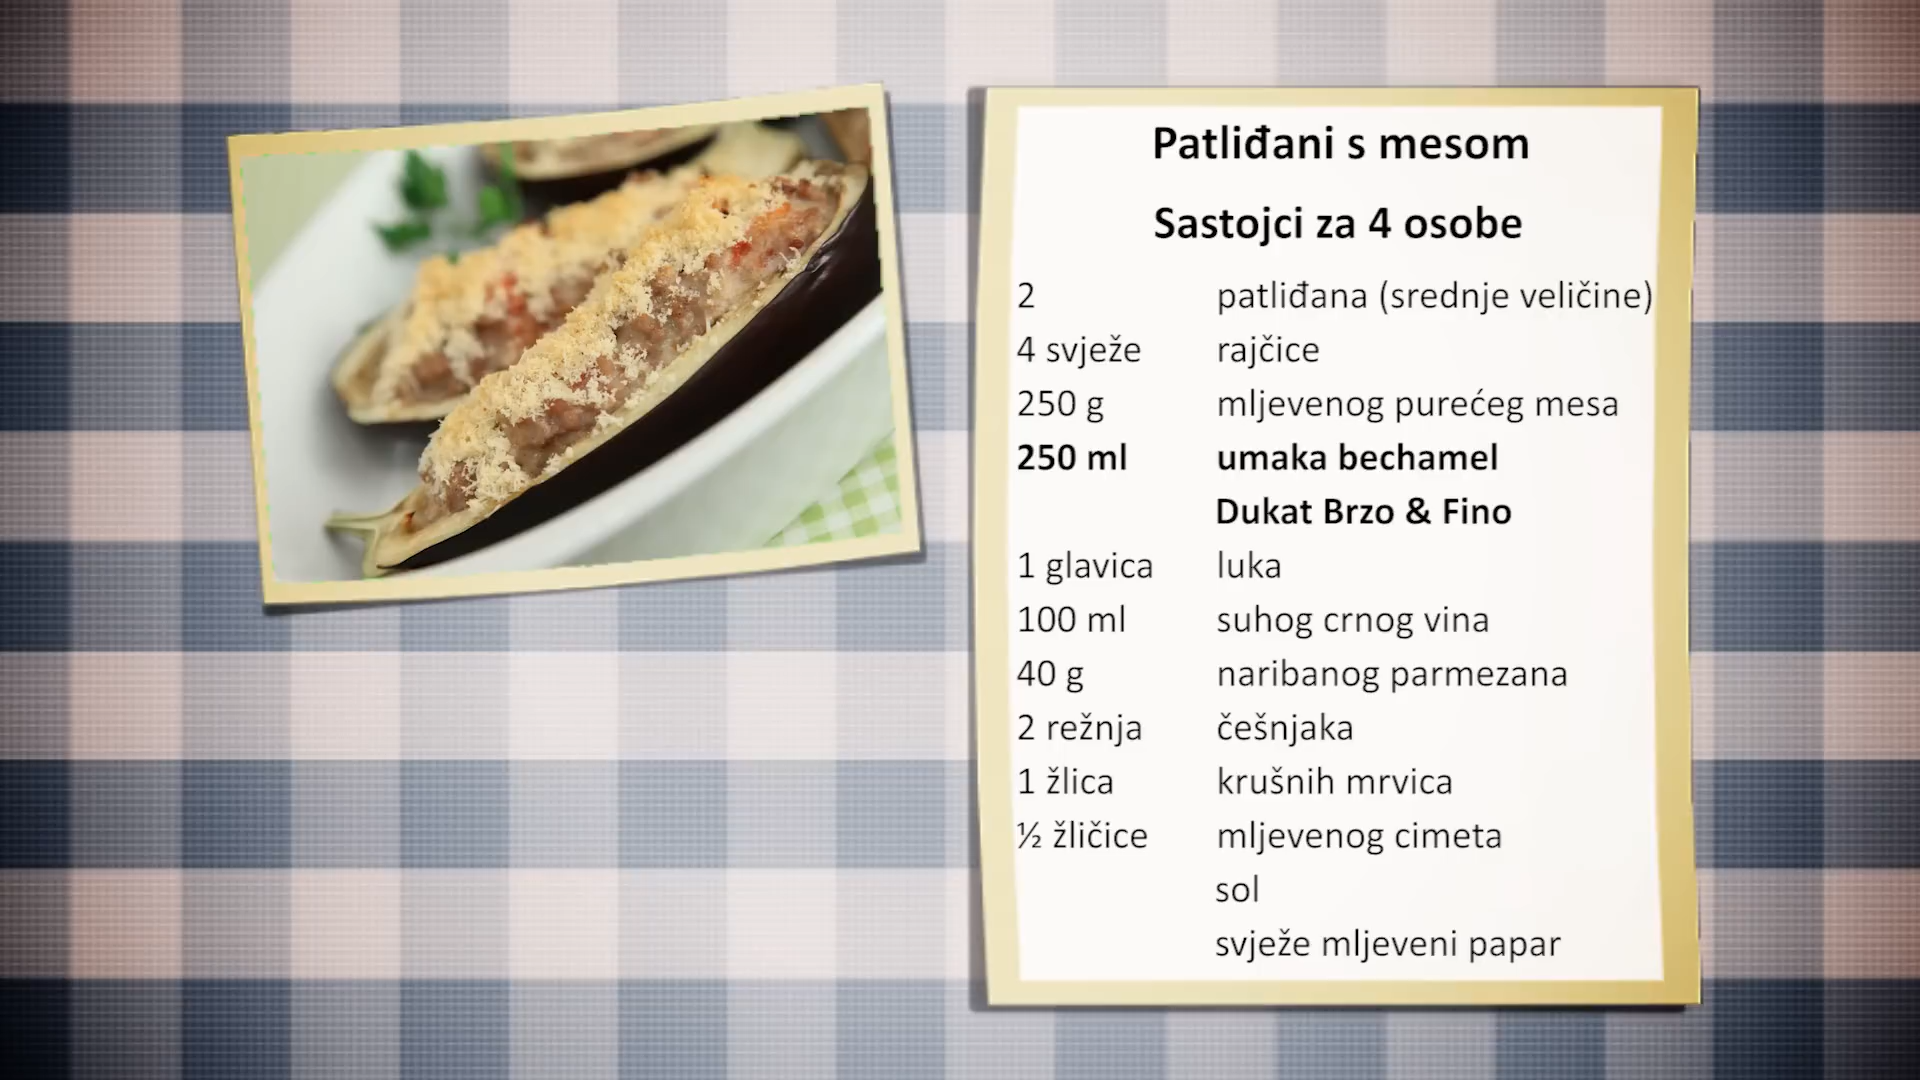 Patliđani s mesom
Sastojci za 4 osobe
2 patliđana (srednje veličine)
4 svježe rajčice
250 g mljevenog purećeg mesa
250 ml umaka bechamel
Dukat Brzo & Fino
1 glavica luka
100 ml suhog crnog vina
40 g naribanog parmezana
2 režnja češnjaka
1 žlica krušnih mrvica
½ žličice mljevenog cimeta
sol
svježe mljeveni papar